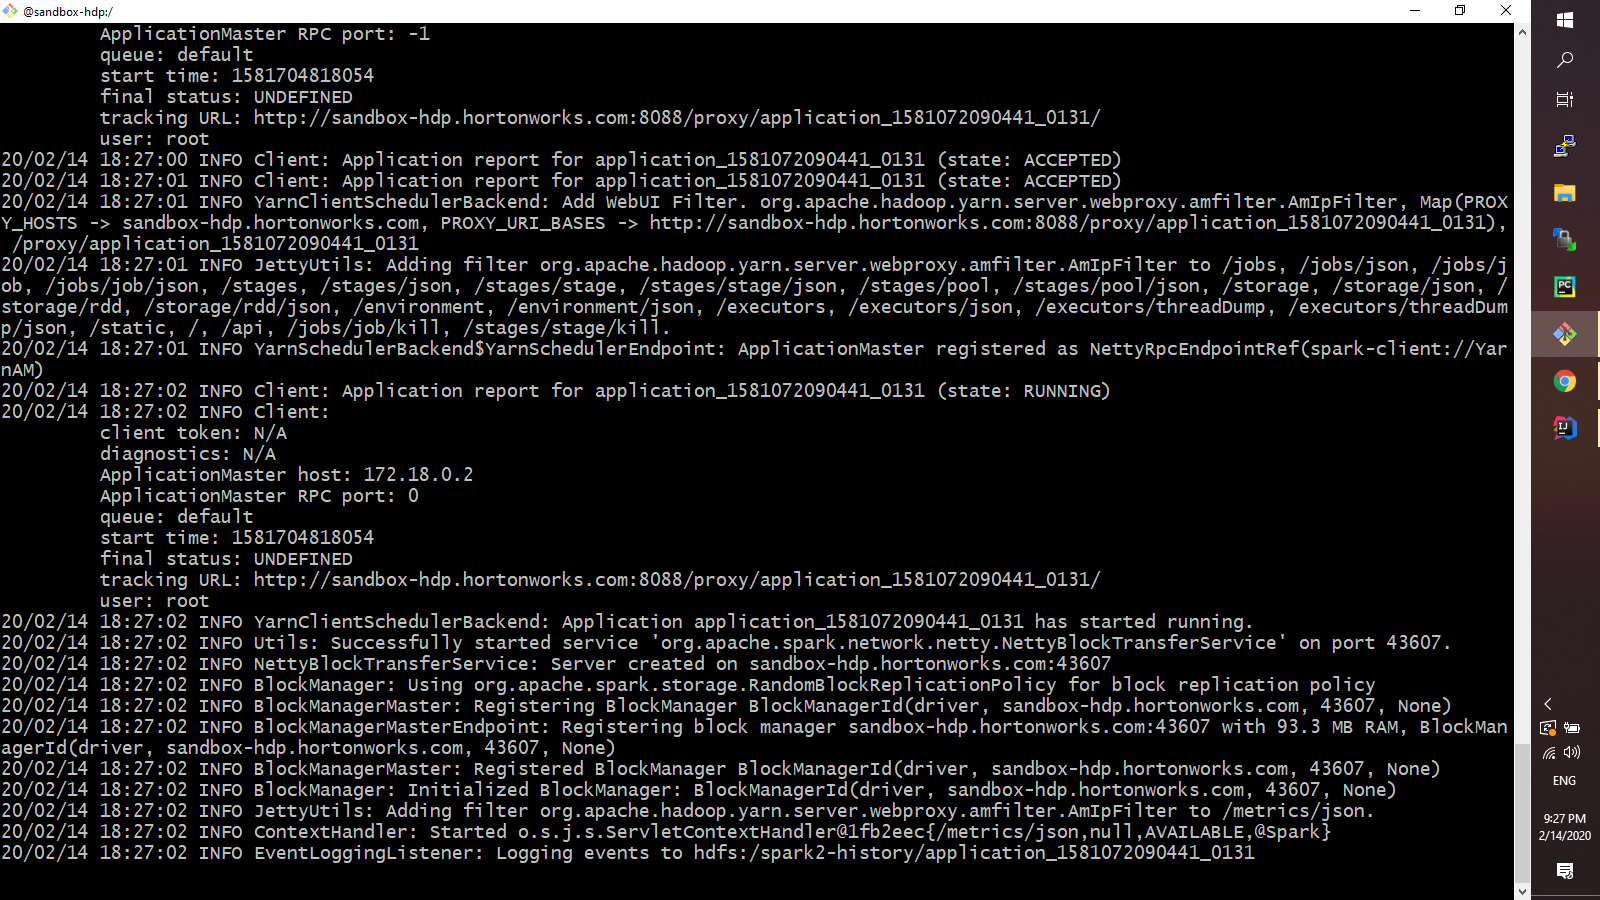 @sandbox-hdp:/
ApplicationMaster RPC port: -1
queue: default
start time: 1581704818054
final status: UNDEFINED
tracking URL: http://sandbox-hdp.hortonworks.com:8088/proxy/application_1581072090441_0131/
user: root
20/02/14 18:27:00 INFO Client: Application report for application_1581072090441_0131 (state: ACCEPTED)
20/02/14 18:27:01 INFO Client: Application report for application_1581072090441_0131 (state: ACCEPTED)
20/02/14 18:27:01 INFO YarnClientSchedulerBackend: Add WebUI Filter. org.apache.hadoop.yarn.server.webproxy.amfilter.AmIpFilter, Map(PROX
Y_HOSTS -> sandbox-hdp.hortonworks.com, PROXY_URI_BASES -> http://sandbox-hdp.hortonworks.com:8088/proxy/application_1581072090441_0131),
/proxy/application_1581072090441_0131
20/02/14 18:27:01 INFO JettyUtils: Adding filter org.apache.hadoop.yarn.server.webproxy.amfilter.AmIpFilter to /jobs, /jobs/json, /jobs/j
ob, /jobs/job/json, /stages, /stages/json, /stages/stage, /stages/stage/json, /stages/pool, /stages/pool/json, /storage, /storage/json, /
storage/rdd, /storage/rdd/json, /environment, /environment/json, /executors, /executors/json, /executors/threadDump, /executors/threadDum
p/json, /static, /, /api, /jobs/job/kill, /stages/stage/kill.
20/02/14 18:27:01 INFO YarnSchedulerBackend$YarnSchedulerEndpoint: ApplicationMaster registered as NettyRpcEndpointRef(spark-client://Yar
nAM)
20/02/14 18:27:02 INFO Client: Application report for application_1581072090441_0131 (state: RUNNING)
20/02/14 18:27:02 INFO Client:
client token: N/A
diagnostics: N/A
ApplicationMaster host: 172.18.0.2
ApplicationMaster RPC port: 0
queue: default
start time: 1581704818054
final status: UNDEFINED
tracking URL: http://sandbox-hdp.hortonworks.com:8088/proxy/application_1581072090441_0131/
user: root
20/02/14 18:27:02 INFO YarnClientSchedulerBackend: Application application_1581072090441_0131 has started running.
20/02/14 18:27:02 INFO Utils: Successfully started service 'org.apache.spark.network.netty.NettyBlockTransferService' on port 43607.
20/02/14 18:27:02 INFO NettyBlockTransferService: Server created on sandbox-hdp.hortonworks.com:43607
20/02/14 18:27:02 INFO BlockManager: Using org.apache.spark.storage.RandomBlockReplicationPolicy for block replication policy
20/02/14 18:27:02 INFO BlockManagerMaster: Registering BlockManager BlockManagerId(driver, sandbox-hdp.hortonworks.com, 43607, None)
20/02/14 18:27:02 INFO BlockManagerMasterEndpoint: Registering block manager sandbox-hdp.hortonworks.com:43607 with 93.3 MB RAM, BlockMan
agerId(driver, sandbox-hdp.hortonworks.com, 43607, None)
20/02/14 18:27:02 INFO BlockManagerMaster: Registered BlockManager BlockManagerId(driver, sandbox-hdp.hortonworks.com, 43607, None)
20/02/14 18:27:02 INFO BlockManager: Initialized BlockManager: BlockManagerId(driver, sandbox-hdp.hortonworks.com, 43607, None)
20/02/14 18:27:02 INFO JettyUtils: Adding filter org.apache.hadoop.yarn.server.webproxy.amfilter.AmIpFilter to /metrics/json.
20/02/14 18:27:02 INFO ContextHandler: Started o.s.j.s.ServletContextHandler@1fb2eec{/metrics/json,null,AVAILABLE,@Spark}
20/02/14 18:27:02 INFO EventLoggingListener: Logging events to hdfs:/spark2-history/application_1581072090441_0131
PC
IJ
ENG
9:27 PM
2/14/2020